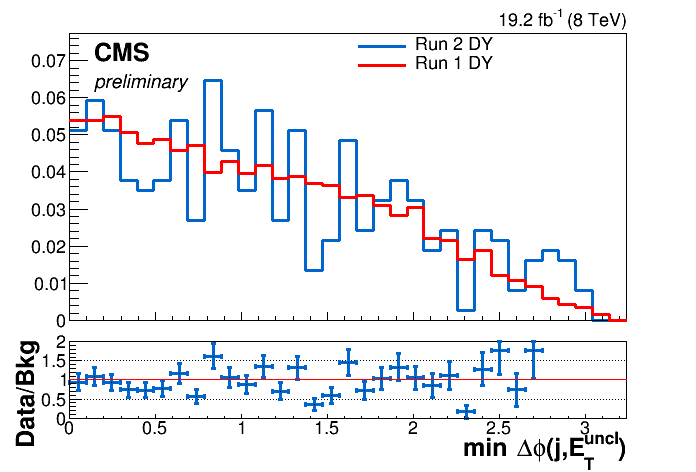 19.2 fb-1 (8 TeV)
CMS
preliminary
Run 2 DY
Run 1 DY
0.07
0.06
0.05
0.04
0.03
0.02
0.01
0
Data/Bkg
2
1.5
1
0.5
0
0 0.5 1 1.5 2 2.5 3
min Δϕ(j,E_T^uncl)